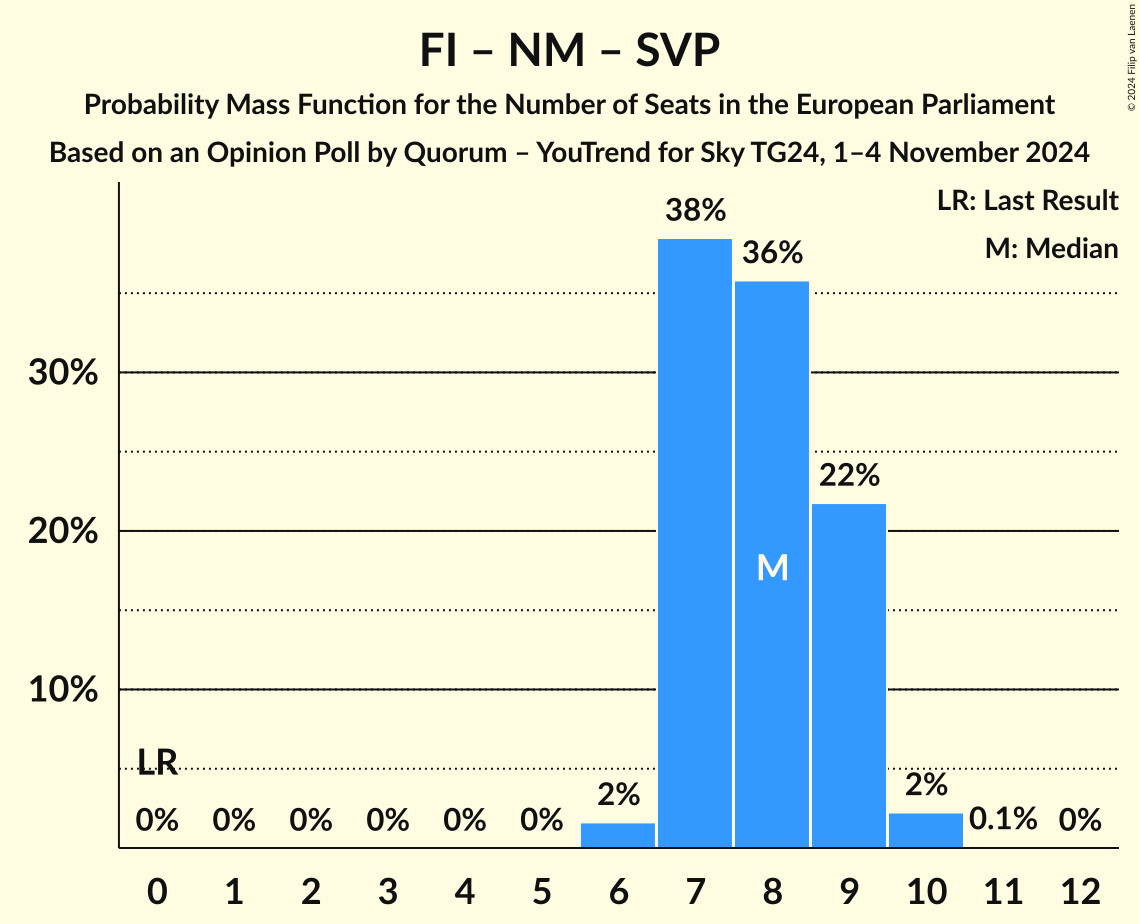 FI – NM – SVP
Probability Mass Function for the Number of Seats in the European Parliament
Based on an Opinion Poll by Quorum – YouTrend for Sky TG24, 1–4 November 2024
© 2024 Filip van Laenen
LR: Last Result
M: Median
38%
36%
30%
22%
20%
M
10%
LR
0% 0% 0% 0% 0% 0% 2% 2% 0.1% 0%
0 1 2 3 4 5 6 7 8 9 10 11 12